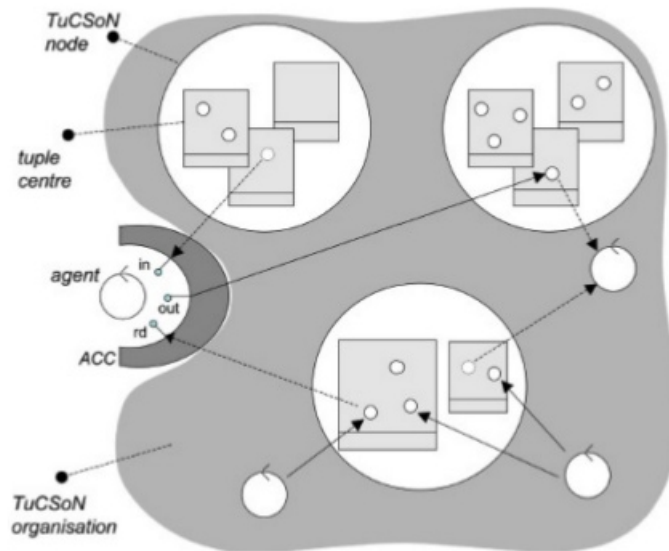 TuCSoN
node
tuple
centre
in
agent
out
rd
ACC
TuCSoN
organisation